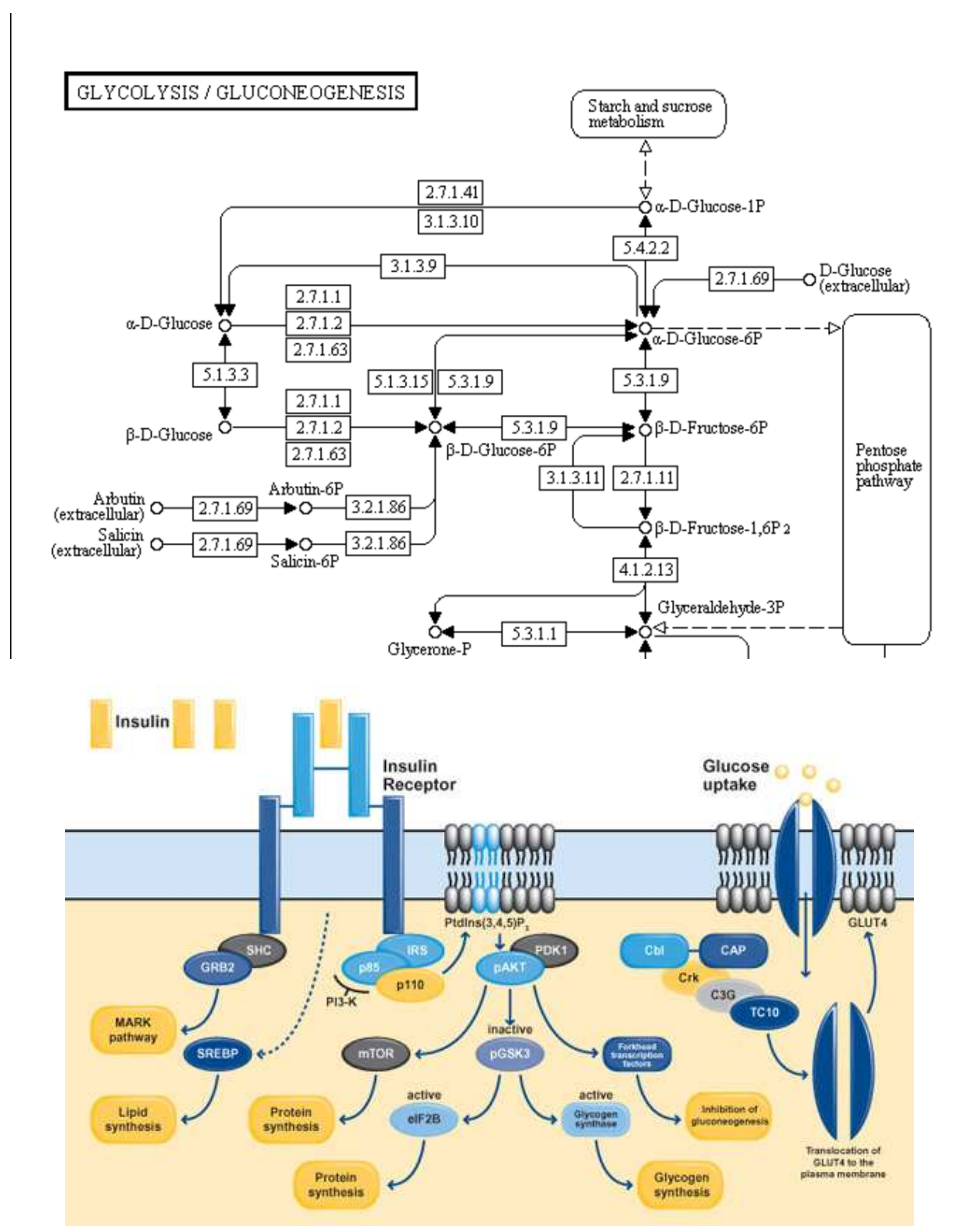 GLYCOLYSIS / GLUCONEOGENESIS
Starch and sucrose
metabolism
2.7.1.41
3.1.3.10
α-D-Glucose-1P
5.4.2.2
3.1.3.9
2.7.1.69
D-Glucose
(extracellular)
2.7.1.1
α-D-Glucose
2.7.1.2
α-D-Glucose-6P
2.7.1.63
5.1.3.3
5.1.3.15
5.3.1.9
5.3.1.9
2.7.1.1
β-D-Glucose
2.7.1.2
5.3.1.9
β-D-Fructose-6P
2.7.1.63
β-D-Glucose-6P
Pentose
phosphate
pathway
3.1.3.11
2.7.1.11
Arbutin
(extracellular)
2.7.1.69
Arbutin-6P
3.2.1.86
Salicin
(extracellular)
2.7.1.69
Salicin-6P
3.2.1.86
β-D-Fructose-1,6P2
4.1.2.13
Glyceraldehyde-3P
Glycerone-P
5.3.1.1
Insulin
Insulin
Receptor
Glucose
uptake
PtdIns(3,4,5)P3
GLUT4
SHC
GRB2
IRS
p85
p110
PI3-K
PDK1
pAKT
Cbl
CAP
Crk
C3G
TC10
MARK
pathway
SREBP
mTOR
inactive
pGSK3
Forkhead
transcription
factors
Lipid
synthesis
Protein
synthesis
active
eIF2B
active
Glycogen
synthase
Inhibition of
gluconeogenesis
Translocation of
GLUT4 to the
plasma membrane
Protein
synthesis
Glycogen
synthesis